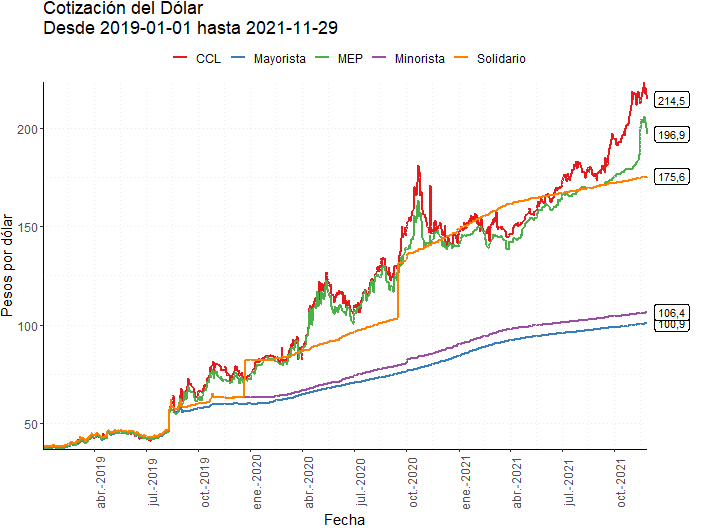 Cotización del Dólar
Desde 2019-01-01 hasta 2021-11-29
CCL Mayorista MEP Minorista Solidario
Pesos por dólar
200
150
100
50
214,5
196,9
175,6
106,4
100,9
abr.-2019 jul.-2019 oct.-2019 ene.-2020 abr.-2020 jul.-2020 oct.-2020 ene.-2021 abr.-2021 jul.-2021 oct.-2021
Fecha